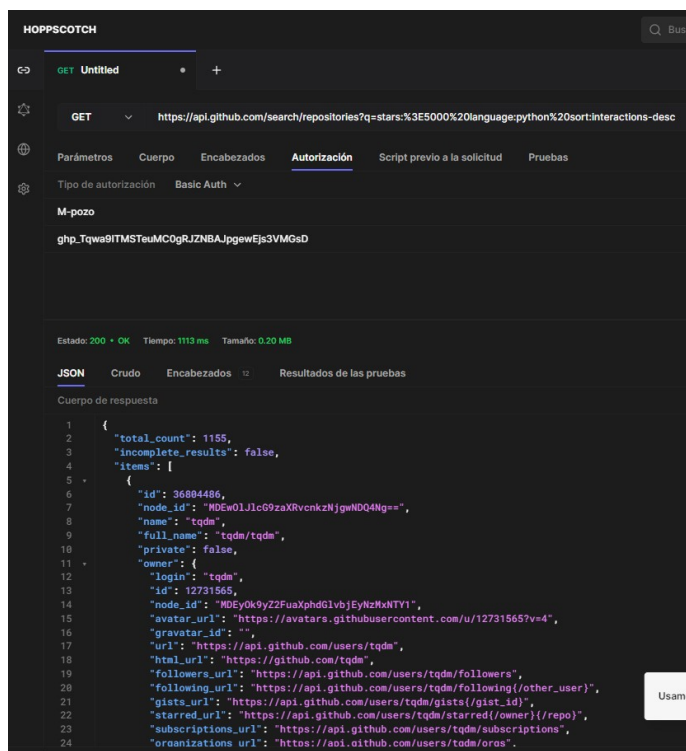 HOPPSCOTCH
Bus
GET Untitled
GET https://api.github.com/search/repositories?q=stars:%3E5000%20language:python%20sort:interactions-desc
Parámetros Cuerpo Encabezados Autorización Script previo a la solicitud Pruebas
Tipo de autorización Basic Auth
M-pozo
Estado: 200 • OK Tiempo: 1113 ms Tamaño: 0.20 MB
JSON Crudo Encabezados 12 Resultados de las pruebas
Cuerpo de respuesta
1 {
2 "total_count": 1155,
3 "incomplete_results": false,
4 "items": [
5 {
6 "id": 36804486,
7 "node_id": "MDEwOlJlcG9zaXRvcnkzNjgwNDQ4Ng==",
8 "name": "tqdm",
9 "full_name": "tqdm/tqdm",
10 "private": false,
11 "owner": {
12 "login": "tqdm",
13 "id": 12731565,
14 "node_id": "MDEyOk9yZ2FuaXphdGlvbjEyNzMxNTY1",
15 "avatar_url": "https://avatars.githubusercontent.com/u/12731565?v=4",
16 "gravatar_id": "",
17 "url": "https://api.github.com/users/tqdm",
18 "html_url": "https://github.com/tqdm",
19 "followers_url": "https://api.github.com/users/tqdm/followers",
20 "following_url": "https://api.github.com/users/tqdm/following{/other_user}",
21 "gists_url": "https://api.github.com/users/tqdm/gists{/gist_id}",
22 "starred_url": "https://api.github.com/users/tqdm/starred{/owner}{/repo}",
23 "subscriptions_url": "https://api.github.com/users/tqdm/subscriptions",
24 "organizations_url": "https://api.github.com/users/tqdm/orgs",
Usam